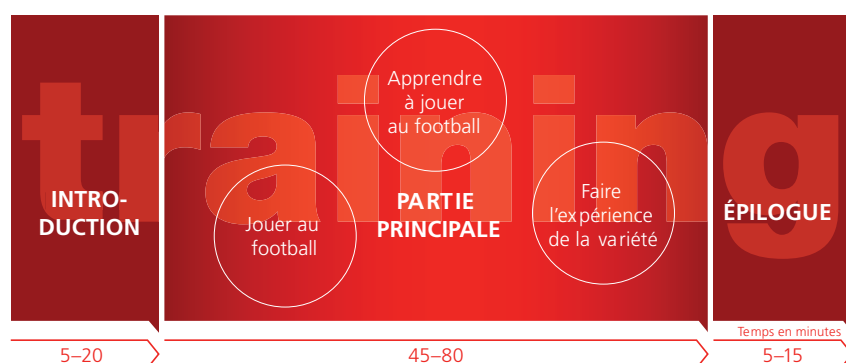 training
INTRO-
DUCTION
Apprendre
à jouer
au football
Jouer au
football
PARTIE
PRINCIPALE
Faire
l'expérience
de la variété
ÉPILOGUE
Temps en minutes
5–20
45–80
5–15